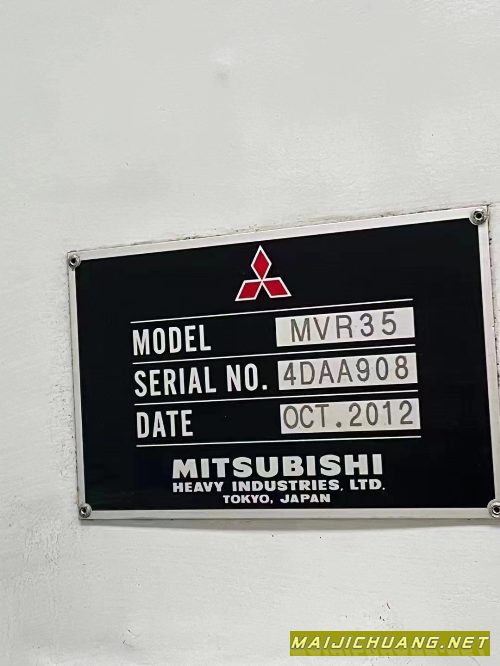 MODEL MVR35
SERIAL NO. 4DAA908
DATE OCT.2012
MITSUBISHI
HEAVY INDUSTRIES, LTD.
TOKYO, JAPAN
MAIJICHUANG.NET